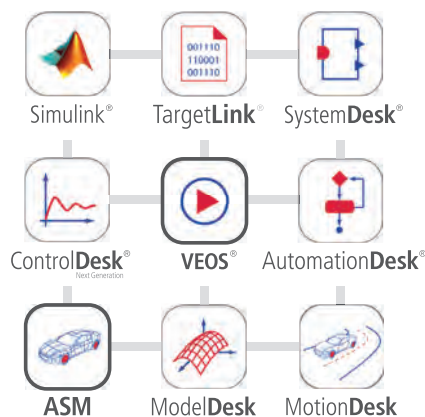 001110
110001
001110
Simulink®
TargetLink®
SystemDesk®
ControlDesk®
Next Generation
VEOS®
AutomationDesk®
ASM
ModelDesk
MotionDesk